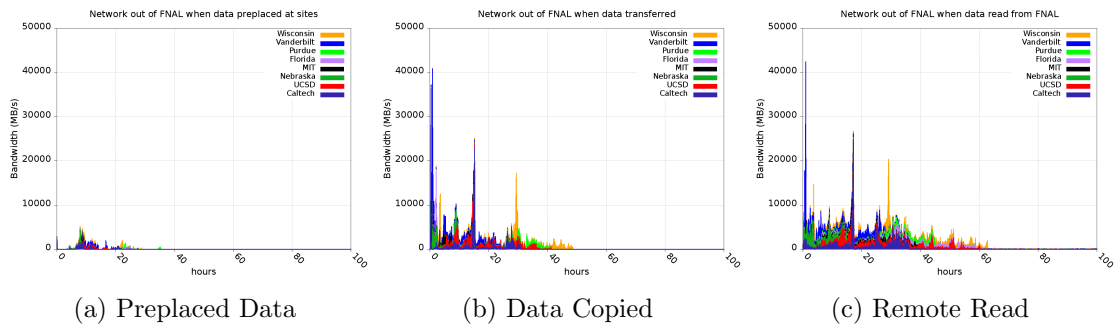 Network out of FNAL when data preplaced at sites
50000
40000
30000
20000
10000
0
Bandwidth (MB/s)
Wisconsin
Vanderbilt
Purdue
Florida
MIT
Nebraska
UCSD
Caltech
0
20
40
60
80
100
hours
(a) Preplaced Data
Network out of FNAL when data transferred
50000
40000
30000
20000
10000
0
Bandwidth (MB/s)
Wisconsin
Vanderbilt
Purdue
Florida
MIT
Nebraska
UCSD
Caltech
0
20
40
60
80
100
hours
(b) Data Copied
Network out of FNAL when data read from FNAL
50000
40000
30000
20000
10000
0
Bandwidth (MB/s)
Wisconsin
Vanderbilt
Purdue
Florida
MIT
Nebraska
UCSD
Caltech
0
20
40
60
80
100
hours
(c) Remote Read